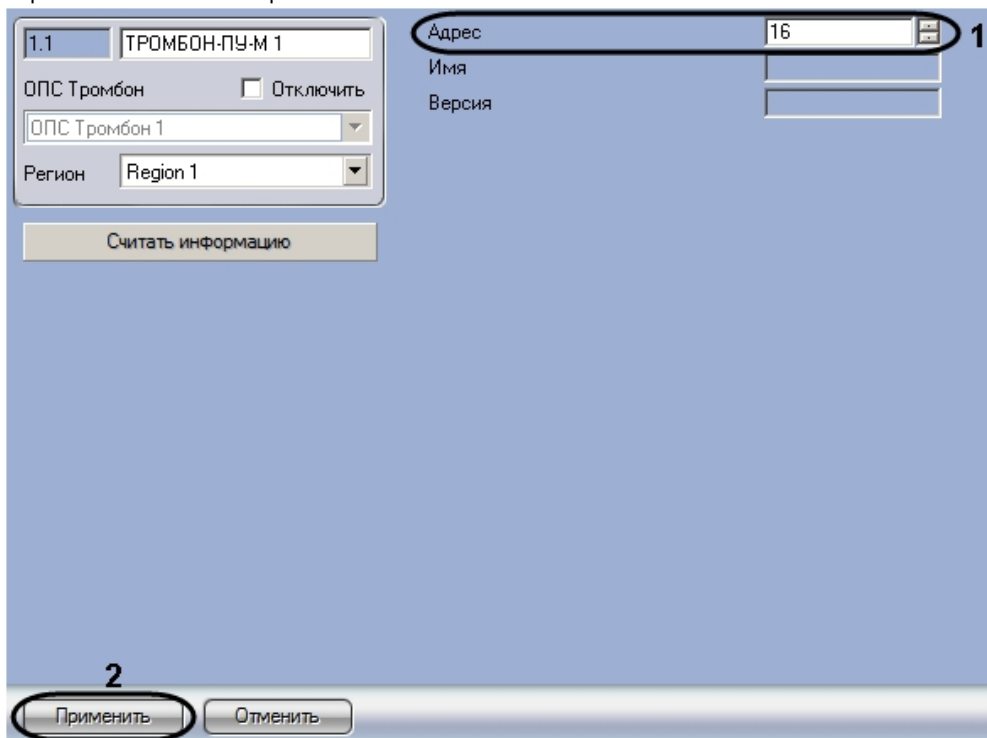 1.1 ТРОМБОН-ПУ-М 1
ОПС Тромбон Отключить
ОПС Тромбон 1
Регион Region 1
Считать информацию
Адрес 16 1
Имя
Версия
2
Применить Отменить